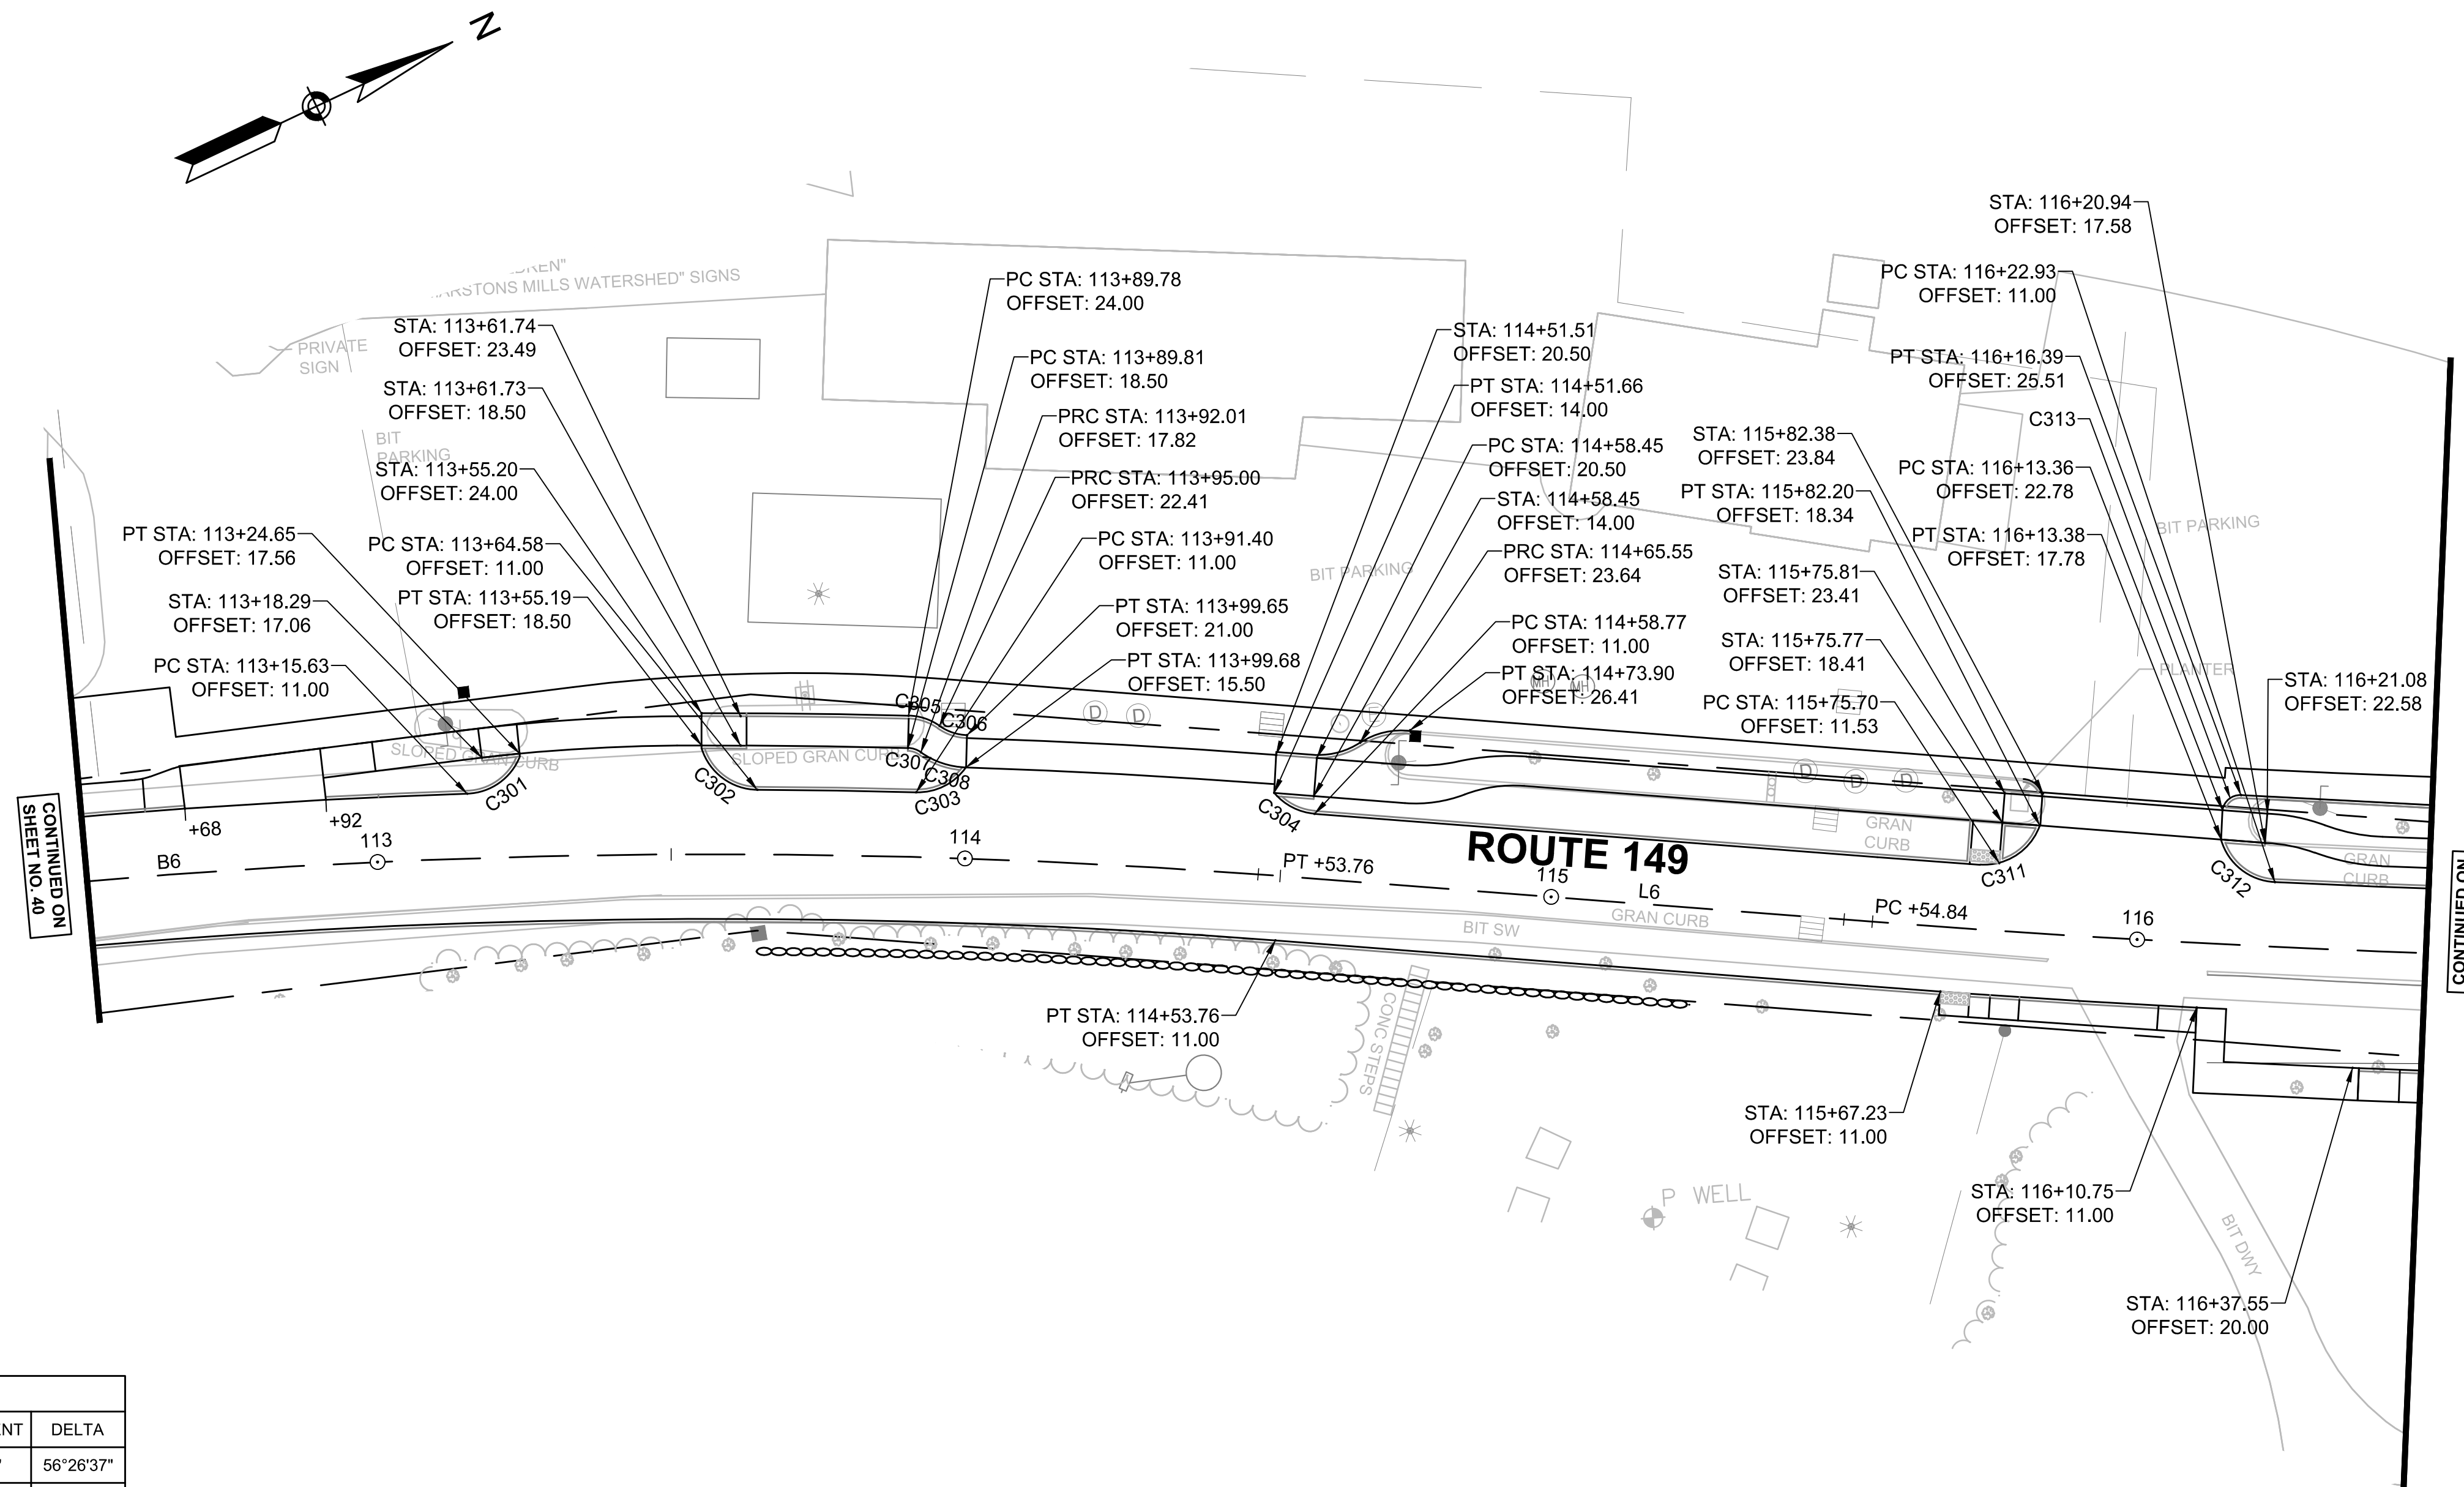 N
STA: 116+20.94
OFFSET: 17.58
PC STA: 116+22.93
OFFSET: 11.00
PT STA: 116+16.39
OFFSET: 25.51
C313
PC STA: 116+13.36
OFFSET: 22.78
PT STA: 116+13.38
OFFSET: 17.78
MILLS WATERSHED" SIGNS
PRIVATE
SIGN
BIT
PARKING
STA: 113+61.74
OFFSET: 23.49
STA: 113+61.73
OFFSET: 18.50
STA: 113+55.20
OFFSET: 24.00
PC STA: 113+64.58
OFFSET: 11.00
PT STA: 113+55.19
OFFSET: 18.50
PT STA: 113+24.65
OFFSET: 17.56
STA: 113+18.29
OFFSET: 17.06
PC STA: 113+15.63
OFFSET: 11.00
PC STA: 113+89.78
OFFSET: 24.00
PC STA: 113+89.81
OFFSET: 18.50
PRC STA: 113+92.01
OFFSET: 17.82
PRC STA: 113+95.00
OFFSET: 22.41
PC STA: 113+91.40
OFFSET: 11.00
PT STA: 113+99.65
OFFSET: 21.00
PT STA: 113+99.68
OFFSET: 15.50
STA: 114+51.51
OFFSET: 20.50
PT STA: 114+51.66
OFFSET: 14.00
PC STA: 114+58.45
OFFSET: 20.50
STA: 114+58.45
OFFSET: 14.00
PRC STA: 114+65.55
OFFSET: 23.64
PC STA: 114+58.77
OFFSET: 11.00
PT STA: 114+73.90
OFFSET: 26.41
BIT PARKING
STA: 115+82.38
OFFSET: 23.84
PT STA: 115+82.20
OFFSET: 18.34
STA: 115+75.81
OFFSET: 23.41
STA: 115+75.77
OFFSET: 18.41
PC STA: 115+75.70
OFFSET: 11.53
BIT PARKING
PLANTER
STA: 116+21.08
OFFSET: 22.58
MH
MH
D
D
D
D
D
SLOPED GRAN CURB
SLOPED GRAN CURB
C301
C302
C303
C304
C305
C306
C307
C308
C311
C312
GRAN
CURB
GRAN
CURB
CONTINUED ON
SHEET NO. 40
CONTINUED ON
+68
+92
B6
113
114
PT +53.76
ROUTE 149
115
L6
PC +54.84
116
BIT SW
GRAN CURB
CONC STEPS
PT STA: 114+53.76
OFFSET: 11.00
STA: 115+67.23
OFFSET: 11.00
STA: 116+10.75
OFFSET: 11.00
STA: 116+37.55
OFFSET: 20.00
P WELL
BIT DWY
DELTA
56°26'37"